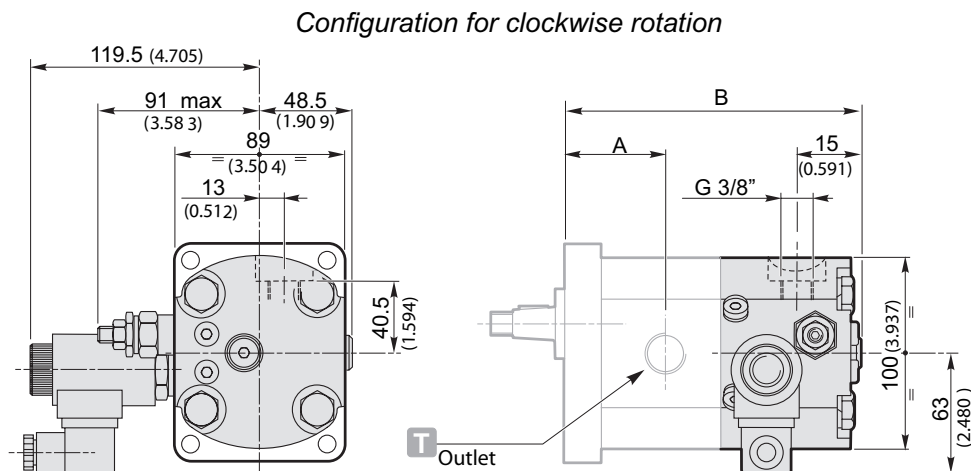 Configuration for clockwise rotation
119.5 (4.705)
91 max
(3.58 3)
48.5
(1.90 9)
89
= (3.50 4) =
13
(0.512)
40.5
(1.594)
B
A
15
(0.591)
G 3/8”
100 (3.937)
=
=
63
(2.480 )
T
Outlet